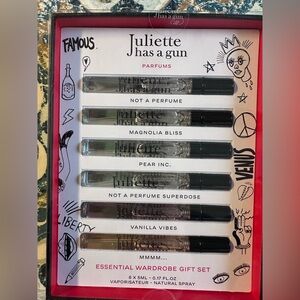 Juliette
has a gun
PARFUMS
FAMOUS.
NOT A PERFUME
MAGNOLIA BLISS
PEAR INC.
VENUS
NOT A PERFUME SUPERDOSE
VANILLA VIBES
LIBERTY
MMMM...
ESSENTIAL WARDROBE GIFT SET
6 X 5ML - 0.17 FL.OZ
VAPORISATEUR - NATURAL SPRAY